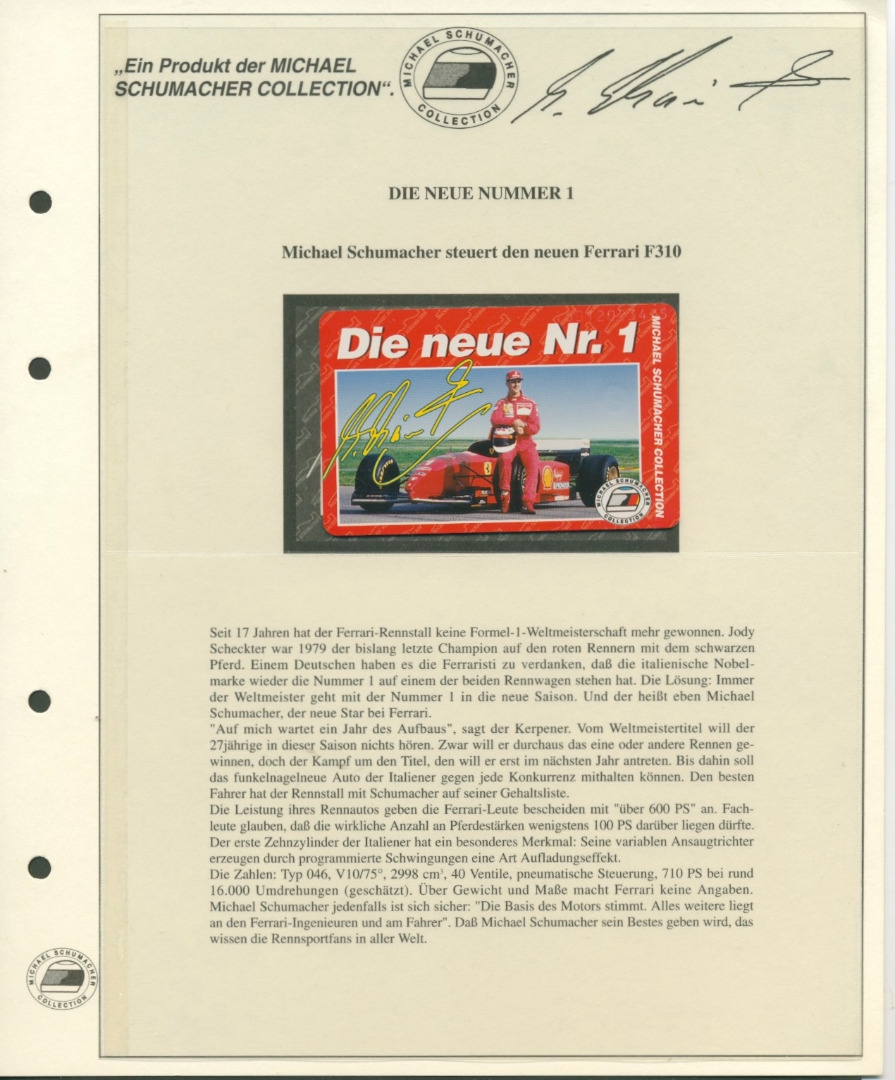 „Ein Produkt der MICHAEL
SCHUMACHER COLLECTION“.
MICHAEL SCHUMACHER
COLLECTION
DIE NEUE NUMMER 1
Michael Schumacher steuert den neuen Ferrari F310
Die neue Nr. 1
MICHAEL SCHUMACHER COLLECTION
MICHAEL SCHUMACHER
COLLECTION
Seit 17 Jahren hat der Ferrari-Rennstall keine Formel-1-Weltmeisterschaft mehr gewonnen. Jody
Scheckter war 1979 der bislang letzte Champion auf den roten Rennern mit dem schwarzen
Pferd. Einem Deutschen haben es die Ferraristi zu verdanken, daß die italienische Nobel-
marke wieder die Nummer 1 auf einem der beiden Rennwagen stehen hat. Die Lösung: Immer
der Weltmeister geht mit der Nummer 1 in die neue Saison. Und der heißt eben Michael
Schumacher, der neue Star bei Ferrari.
"Auf mich wartet ein Jahr des Aufbaus", sagt der Kerpener. Vom Weltmeistertitel will der
27jährige in dieser Saison nichts hören. Zwar will er durchaus das eine oder andere Rennen ge-
winnen, doch der Kampf um den Titel, den will er erst im nächsten Jahr antreten. Bis dahin soll
das funkelnagelneue Auto der Italiener gegen jede Konkurrenz mithalten können. Den besten
Fahrer hat der Rennstall mit Schumacher auf seiner Gehaltsliste.
Die Leistung ihres Rennautos geben die Ferrari-Leute bescheiden mit "über 600 PS" an. Fach-
leute glauben, daß die wirkliche Anzahl an Pferdestärken wenigstens 100 PS darüber liegen dürfte.
Der erste Zehnzylinder der Italiener hat ein besonderes Merkmal: Seine variablen Ansaugtrichter
erzeugen durch programmierte Schwingungen eine Art Aufladungseffekt.
Die Zahlen: Typ 046, V10/75°, 2998 cm³, 40 Ventile, pneumatische Steuerung, 710 PS bei rund
16.000 Umdrehungen (geschätzt). Über Gewicht und Maße macht Ferrari keine Angaben.
Michael Schumacher jedenfalls ist sich sicher: "Die Basis des Motors stimmt. Alles weitere liegt
an den Ferrari-Ingenieuren und am Fahrer". Daß Michael Schumacher sein Bestes geben wird, das
wissen die Rennsportfans in aller Welt.
MICHAEL SCHUMACHER
COLLECTION